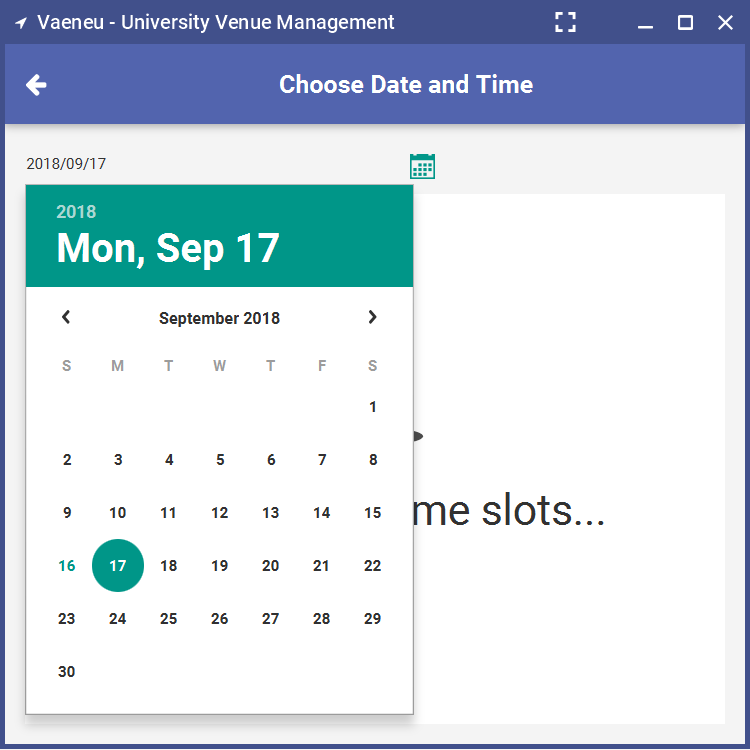 Vaeneu - University Venue Management
Choose Date and Time
2018/09/17
2018
Mon, Sep 17
September 2018
S M T W T F S
1
2 3 4 5 6 7 8
9 10 11 12 13 14 15
16 17 18 19 20 21 22
23 24 25 26 27 28 29
30
me slots...